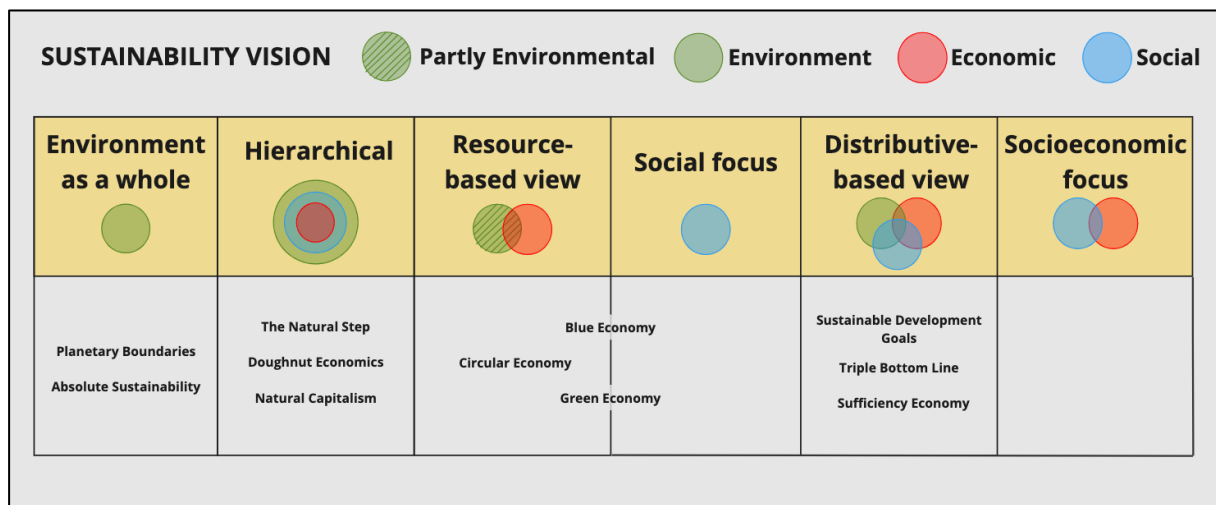 SUSTAINABILITY VISION
Partly Environmental
Environment
Economic
Social
Environment
as a whole
Hierarchical
Resource-
based view
Social focus
Distributive-
based view
Socioeconomic
focus
Planetary Boundaries
Absolute Sustainability
The Natural Step
Doughnut Economics
Natural Capitalism
Blue Economy
Circular Economy
Green Economy
Sustainable Development
Goals
Triple Bottom Line
Sufficiency Economy